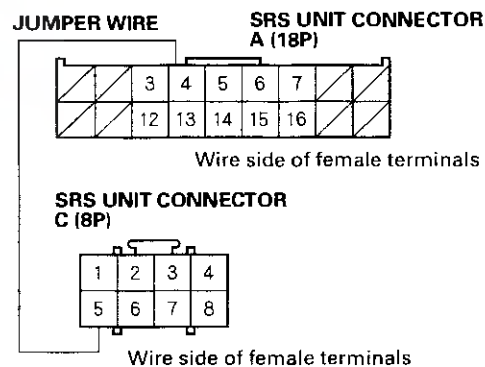 JUMPER WIRE
SRS UNIT CONNECTOR
A (18P)
3 4 5 6 7
12 13 14 15 16
Wire side of female terminals
SRS UNIT CONNECTOR
C (8P)
1 2 3 4
5 6 7 8
Wire side of female terminals